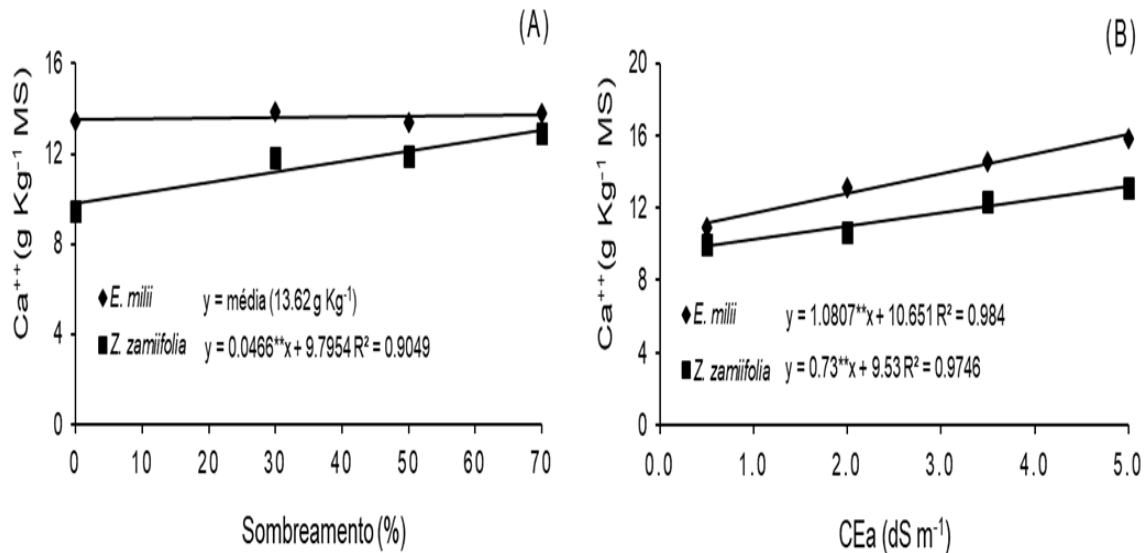 (A)
Ca⁺⁺(g Kg⁻¹ MS)
16
12
8
4
0
E. milii y = média (13.62 g Kg⁻¹)
Z. zamiifolia y = 0.0466**x + 9.7954 R² = 0.9049
0 10 20 30 40 50 60 70
Sombreamento (%)
(B)
Ca⁺⁺(g Kg⁻¹ MS)
20
16
12
8
4
0
E. milii y = 1.0807**x + 10.651 R² = 0.984
Z. zamiifolia y = 0.73**x + 9.53 R² = 0.9746
0.0 1.0 2.0 3.0 4.0 5.0
CEa (dS m⁻¹)